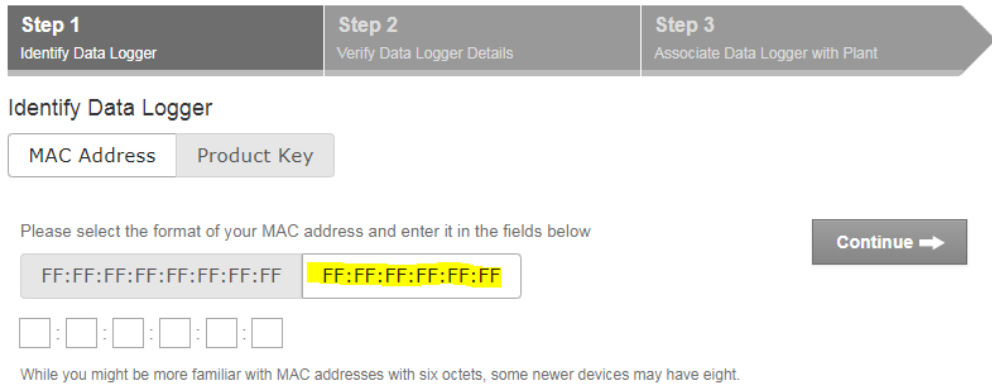 Step 1
Identify Data Logger
Step 2
Verify Data Logger Details
Step 3
Associate Data Logger with Plant
Identify Data Logger
MAC Address
Product Key
Please select the format of your MAC address and enter it in the fields below
Continue
FF:FF:FF:FF:FF:FF:FF:FF
FF:FF:FF:FF:FF:FF
: : : : :
While you might be more familiar with MAC addresses with six octets, some newer devices may have eight.